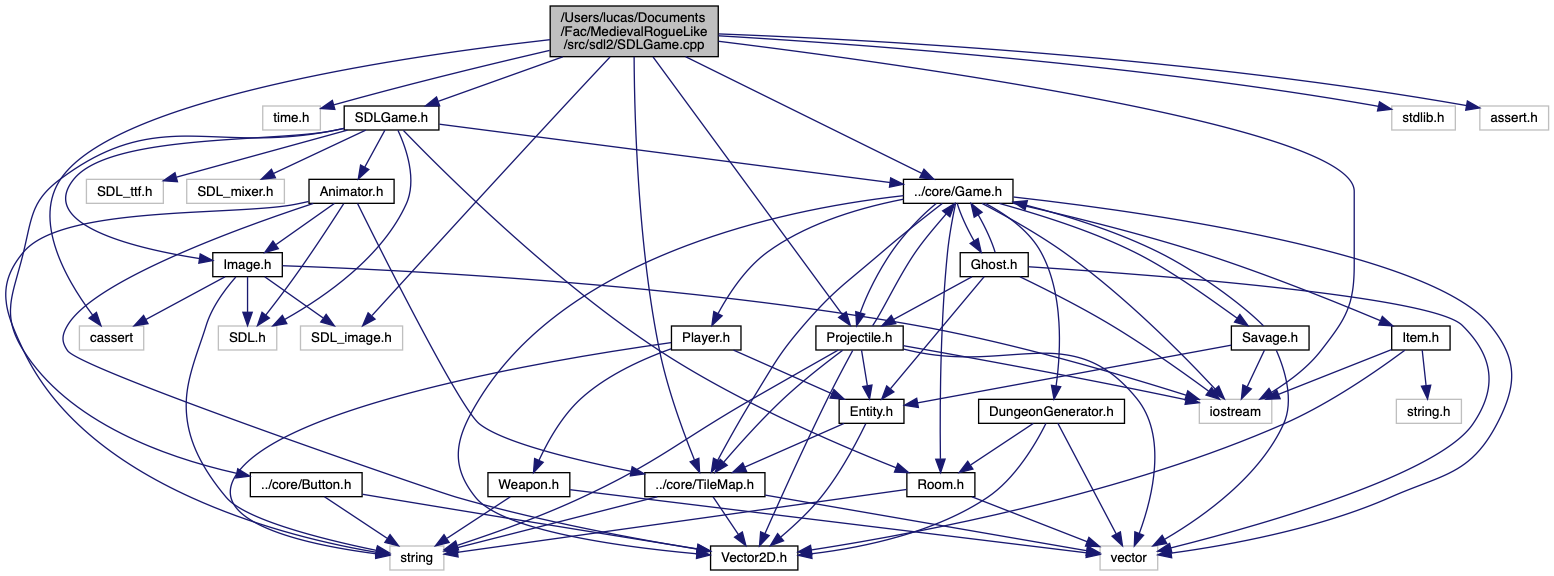 /Users/lucas/Documents
/Fac/MedievalRogueLike
/src/sdl2/SDLGame.cpp
time.h
SDLGame.h
stdlib.h
assert.h
SDL_ttf.h
SDL_mixer.h
Animator.h
../core/Game.h
Image.h
Ghost.h
cassert
SDL.h
SDL_image.h
Player.h
Projectile.h
Savage.h
Item.h
Entity.h
DungeonGenerator.h
iostream
string.h
../core/Button.h
Weapon.h
../core/TileMap.h
Room.h
string
Vector2D.h
vector